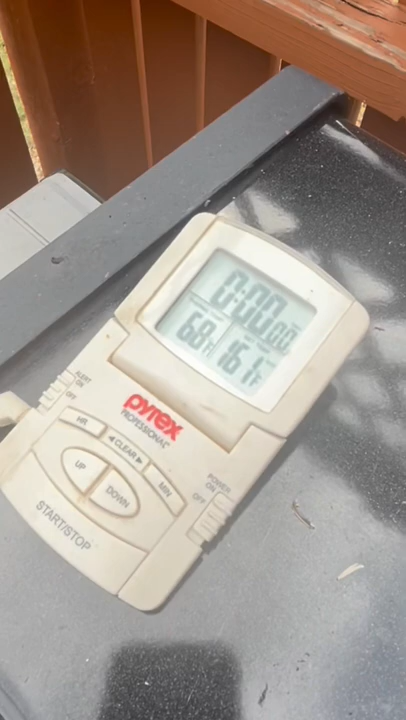 0:00 00
68°F 161°F
pyrex
PROFESSIONAL
ALERT
ON
OFF
HR
◀CLEAR▶
MIN
UP
DOWN
POWER
ON
OFF
START/STOP